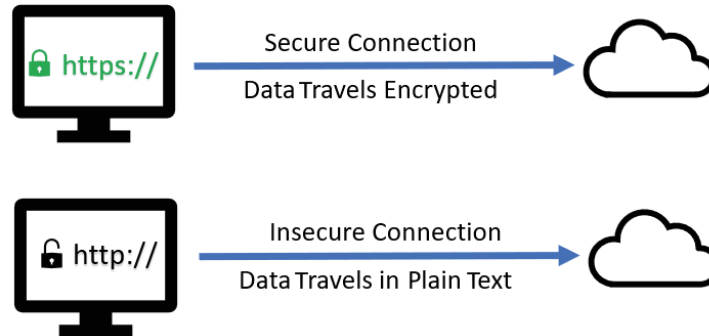 https://
Secure Connection
Data Travels Encrypted
http://
Insecure Connection
Data Travels in Plain Text